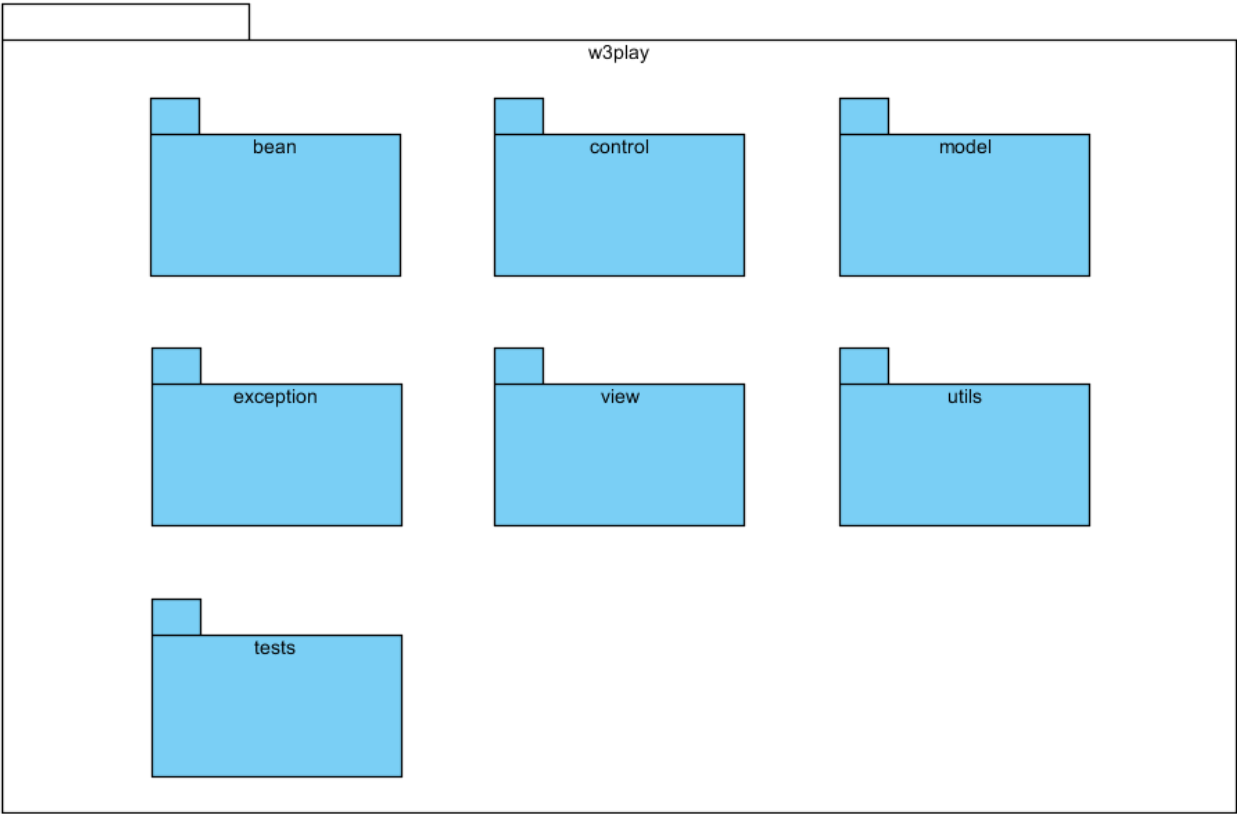 w3play
bean
control
model
exception
view
utils
tests